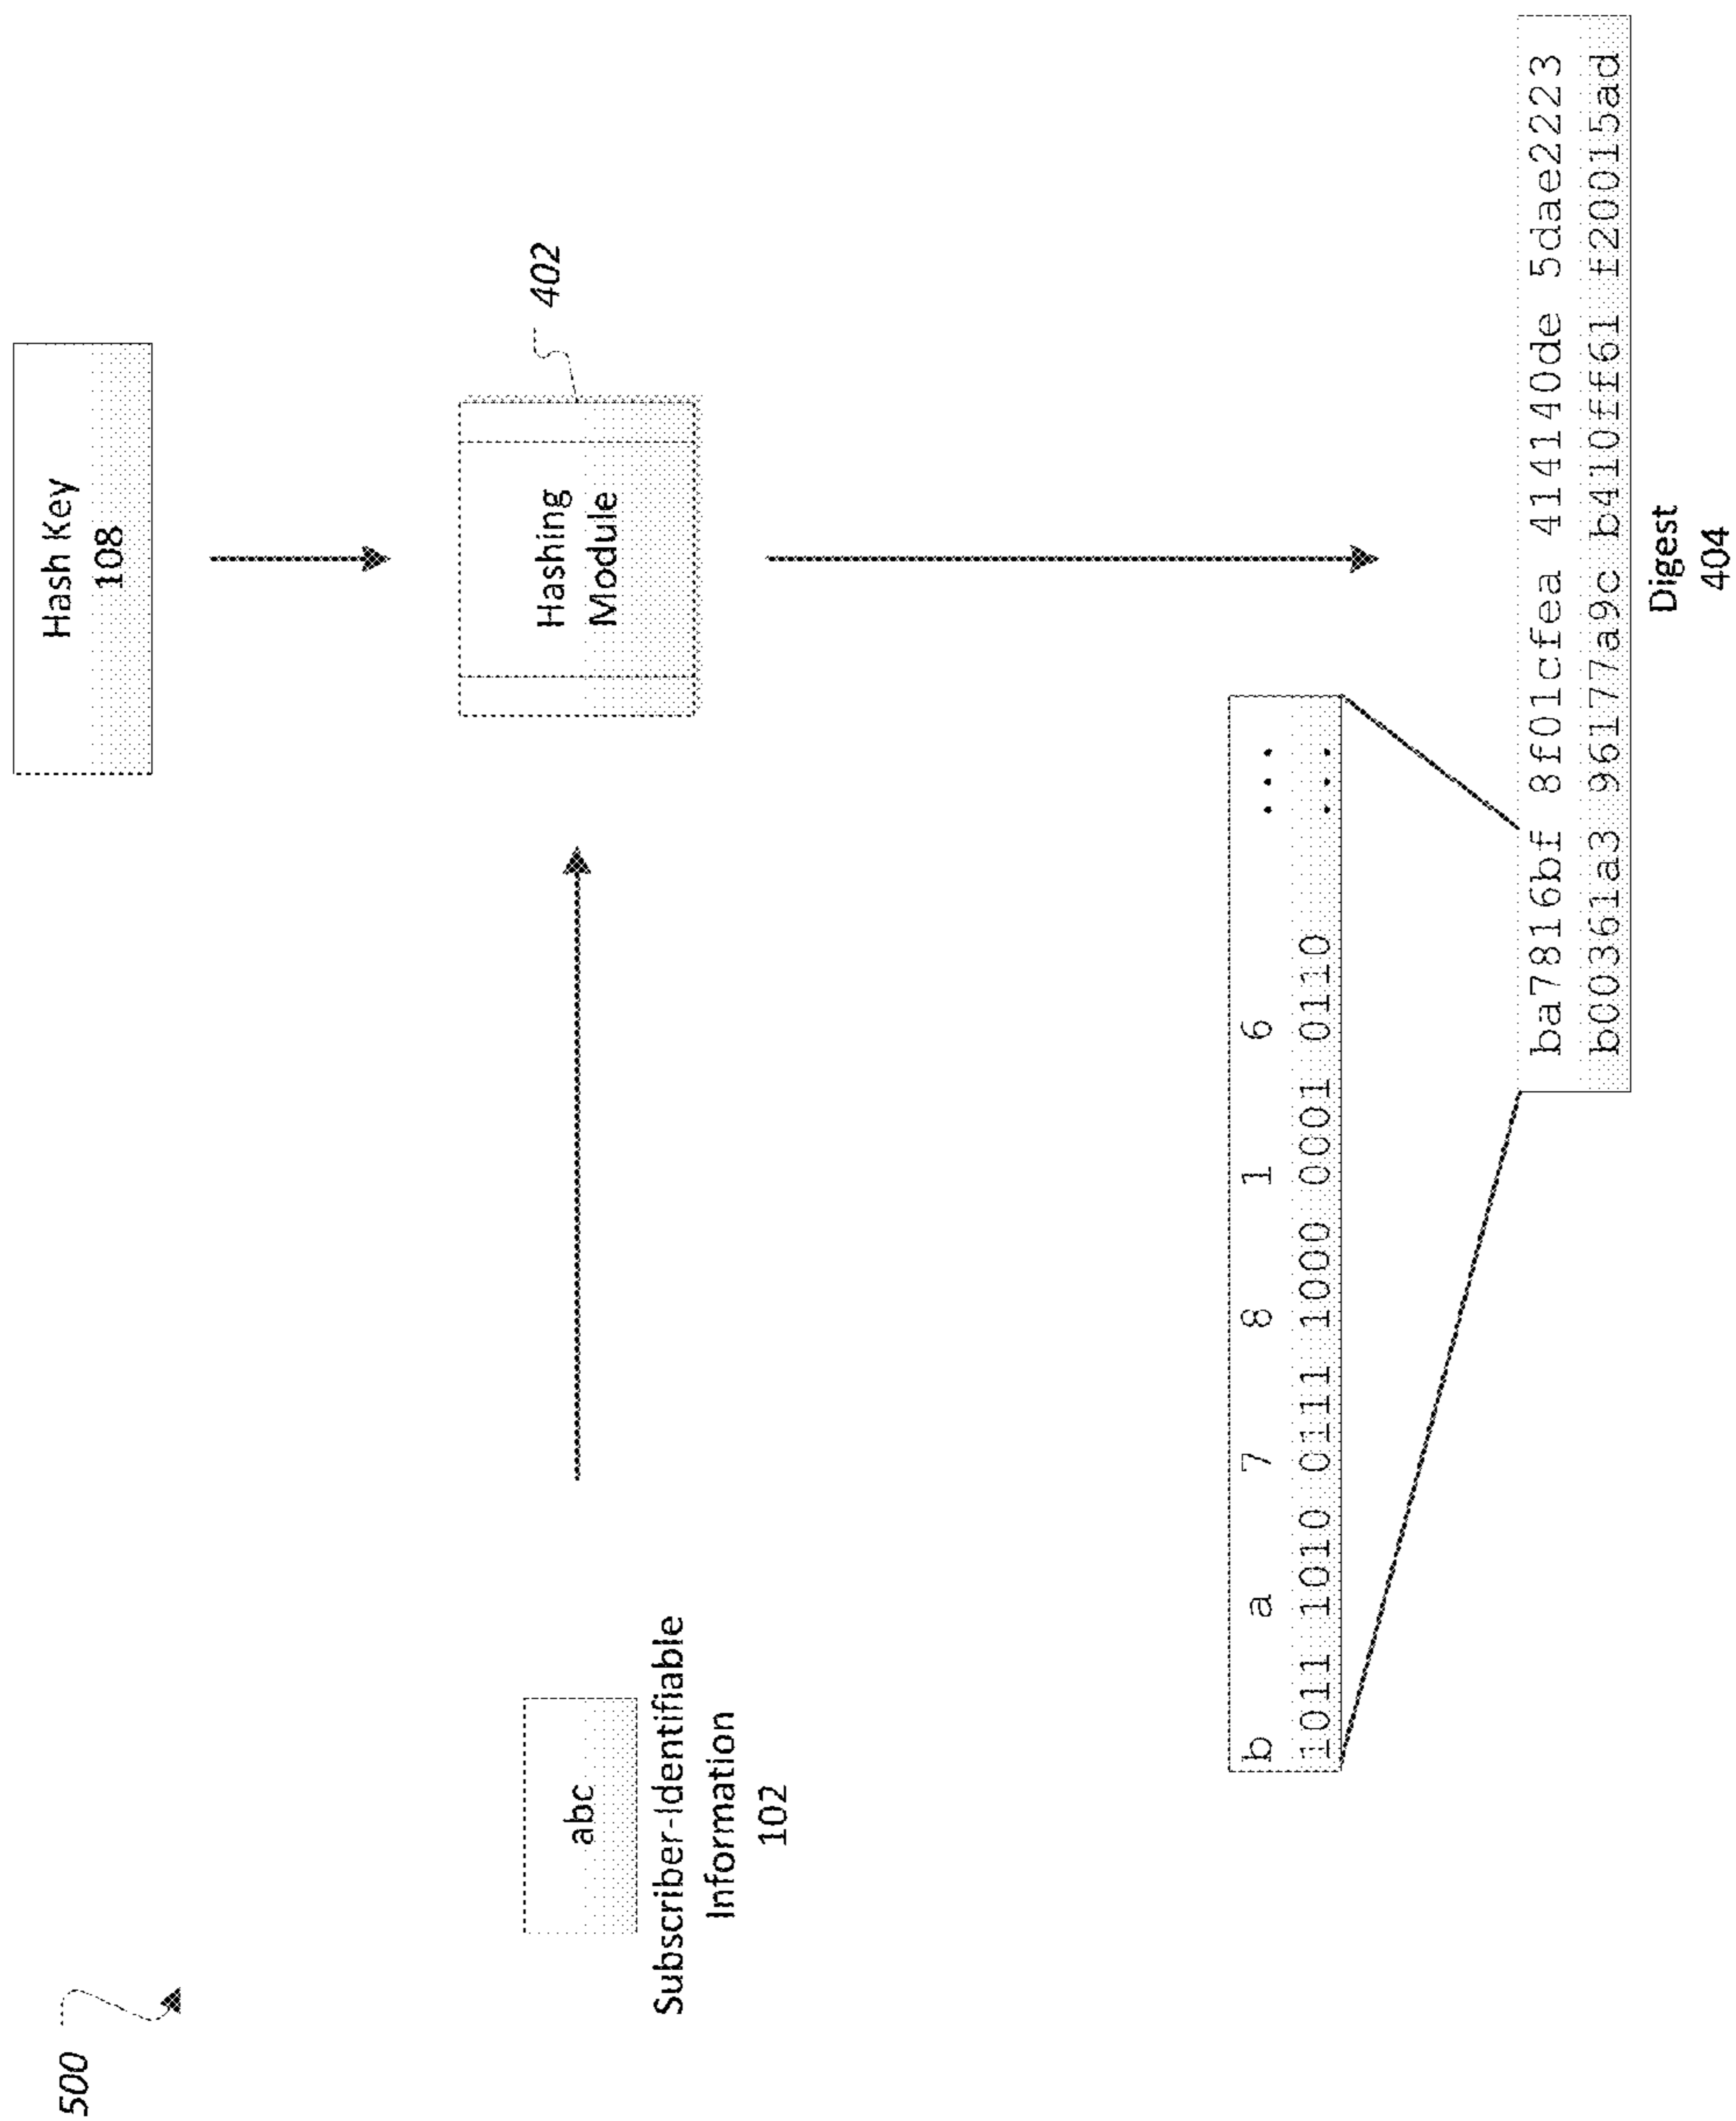 500
Hash Key
108
402
Hashing
Module
abc
Subscriber-Identifiable
Information
102
b a 7 8 1 6 ...
1011 1010 0111 1000 0001 0110 ...
ba7816bf 8f01cfea 414140de 5dae2223
b00361a3 96177a9c b410ff61 f20015ad
Digest
404